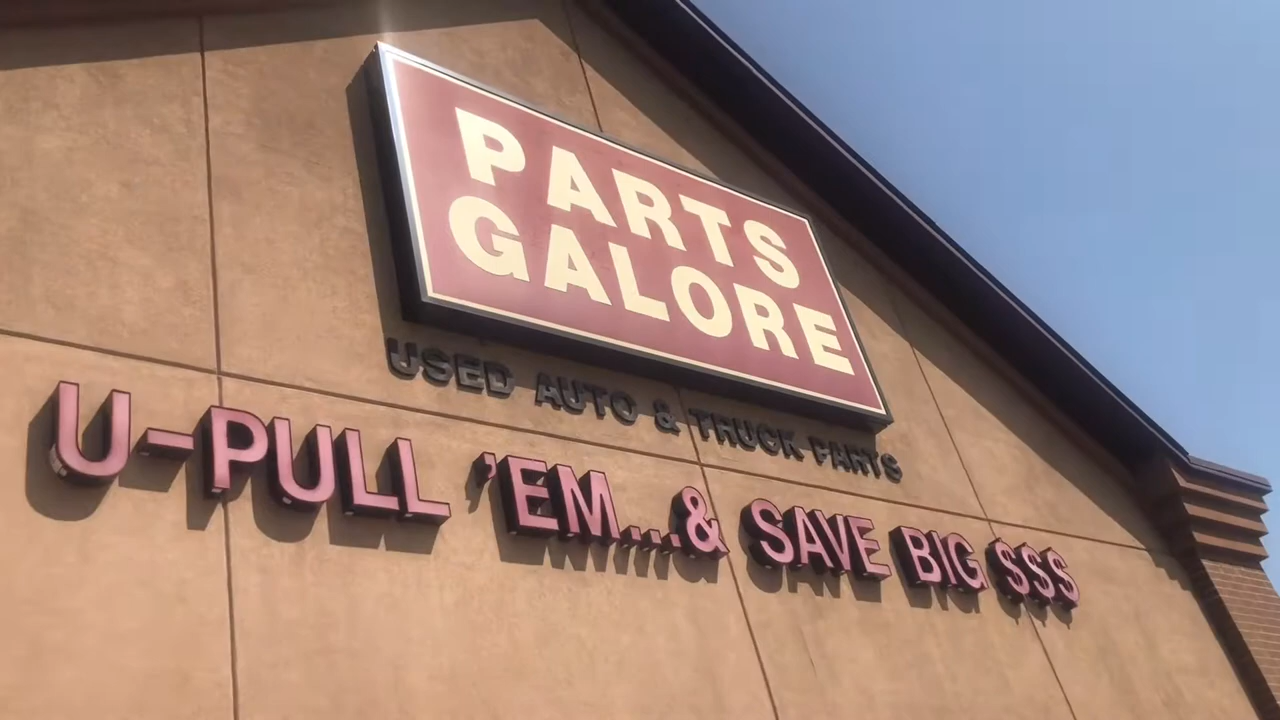 PARTS
GALORE
USED AUTO & TRUCK PARTS
U-PULL 'EM...& SAVE BIG $$$